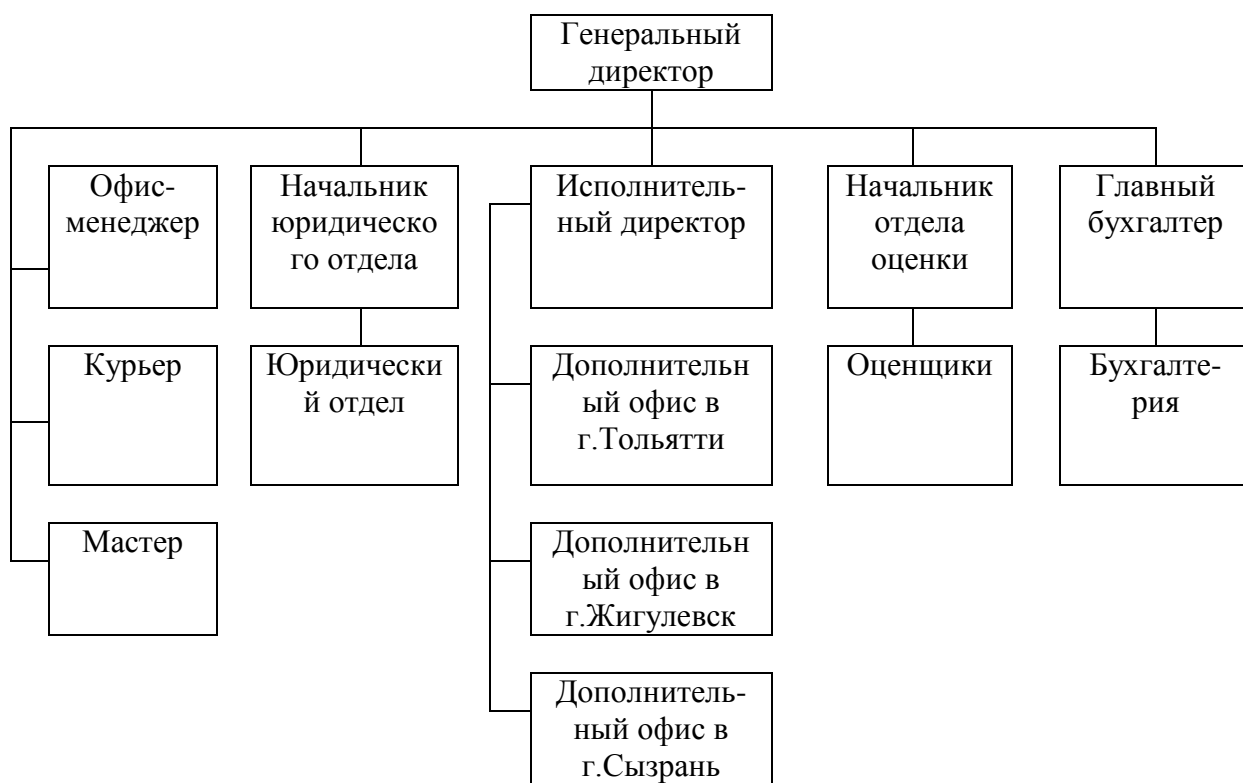 Генеральный
директор
Офис-
менеджер
Начальник
юридическо
го отдела
Исполнитель-
ный директор
Начальник
отдела
оценки
Главный
бухгалтер
Курьер
Юридически
й отдел
Дополнительн
ый офис в
г.Тольятти
Оценщики
Бухгалте-
рия
Мастер
Дополнительн
ый офис в
г.Жигулевск
Дополнитель-
ный офис в
г.Сызрань